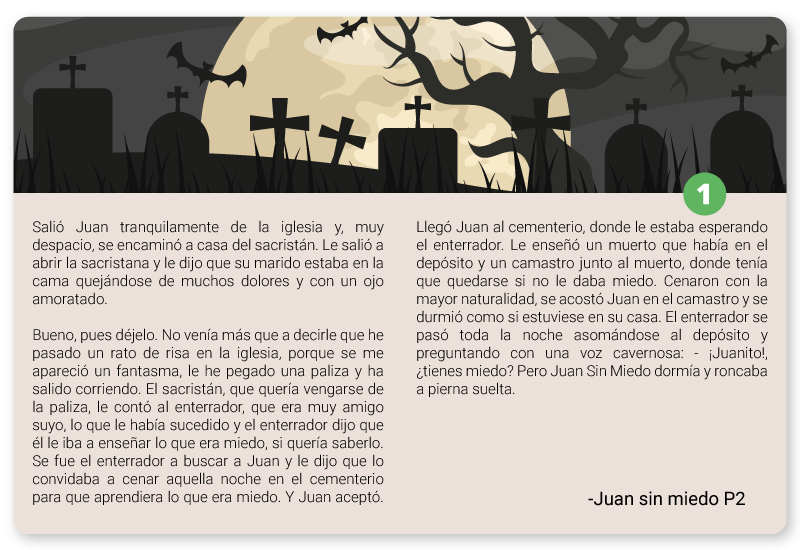 1
Salió Juan tranquilamente de la iglesia y, muy
despacio, se encaminó a casa del sacristán. Le salió a
abrir la sacristana y le dijo que su marido estaba en la
cama quejándose de muchos dolores y con un ojo
amoratado.
Bueno, pues déjelo. No venía más que a decirle que he
pasado un rato de risa en la iglesia, porque se me
apareció un fantasma, le he pegado una paliza y ha
salido corriendo. El sacristán, que quería vengarse de
la paliza, le contó al enterrador, que era muy amigo
suyo, lo que le había sucedido y el enterrador dijo que
él le iba a enseñar lo que era miedo, si quería saberlo.
Se fue el enterrador a buscar a Juan y le dijo que lo
convidaba a cenar aquella noche en el cementerio
para que aprendiera lo que era miedo. Y Juan aceptó.
Llegó Juan al cementerio, donde le estaba esperando
el enterrador. Le enseñó un muerto que había en el
depósito y un camastro junto al muerto, donde tenía
que quedarse si no le daba miedo. Cenaron con la
mayor naturalidad, se acostó Juan en el camastro y se
durmió como si estuviese en su casa. El enterrador se
pasó toda la noche asomándose al depósito y
preguntando con una voz cavernosa: - ¡Juanito!,
¿tienes miedo? Pero Juan Sin Miedo dormía y roncaba
a pierna suelta.
-Juan sin miedo P2